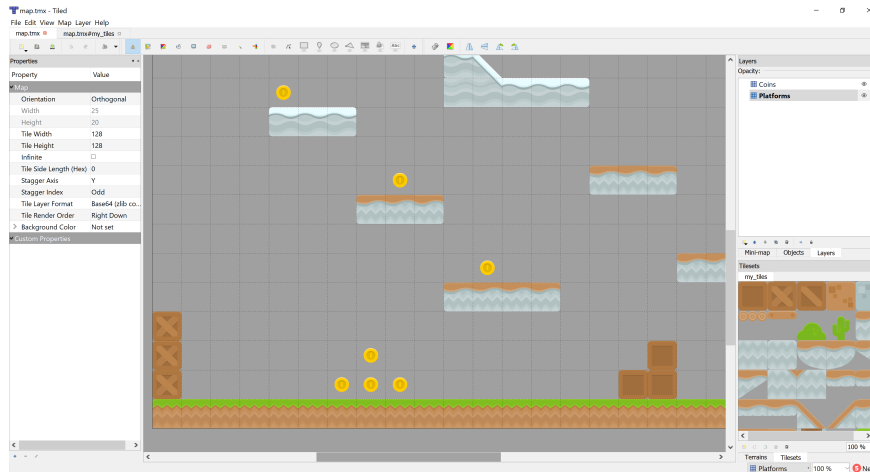 map.tmx - Tiled
File Edit View Map Layer Help
map.tmx
map.tmx#my_tiles
Properties
Property Value
Map
Orientation Orthogonal
Width 25
Height 20
Tile Width 128
Tile Height 128
Infinite
Tile Side Length (Hex) 0
Stagger Axis Y
Stagger Index Odd
Tile Layer Format Base64 (zlib co...
Tile Render Order Right Down
Background Color Not set
Custom Properties
Layers
Opacity:
Coins
Platforms
Mini-map Objects Layers
Tilesets
my_tiles
100 %
Terrains Tilesets
Platforms 100 % Ne